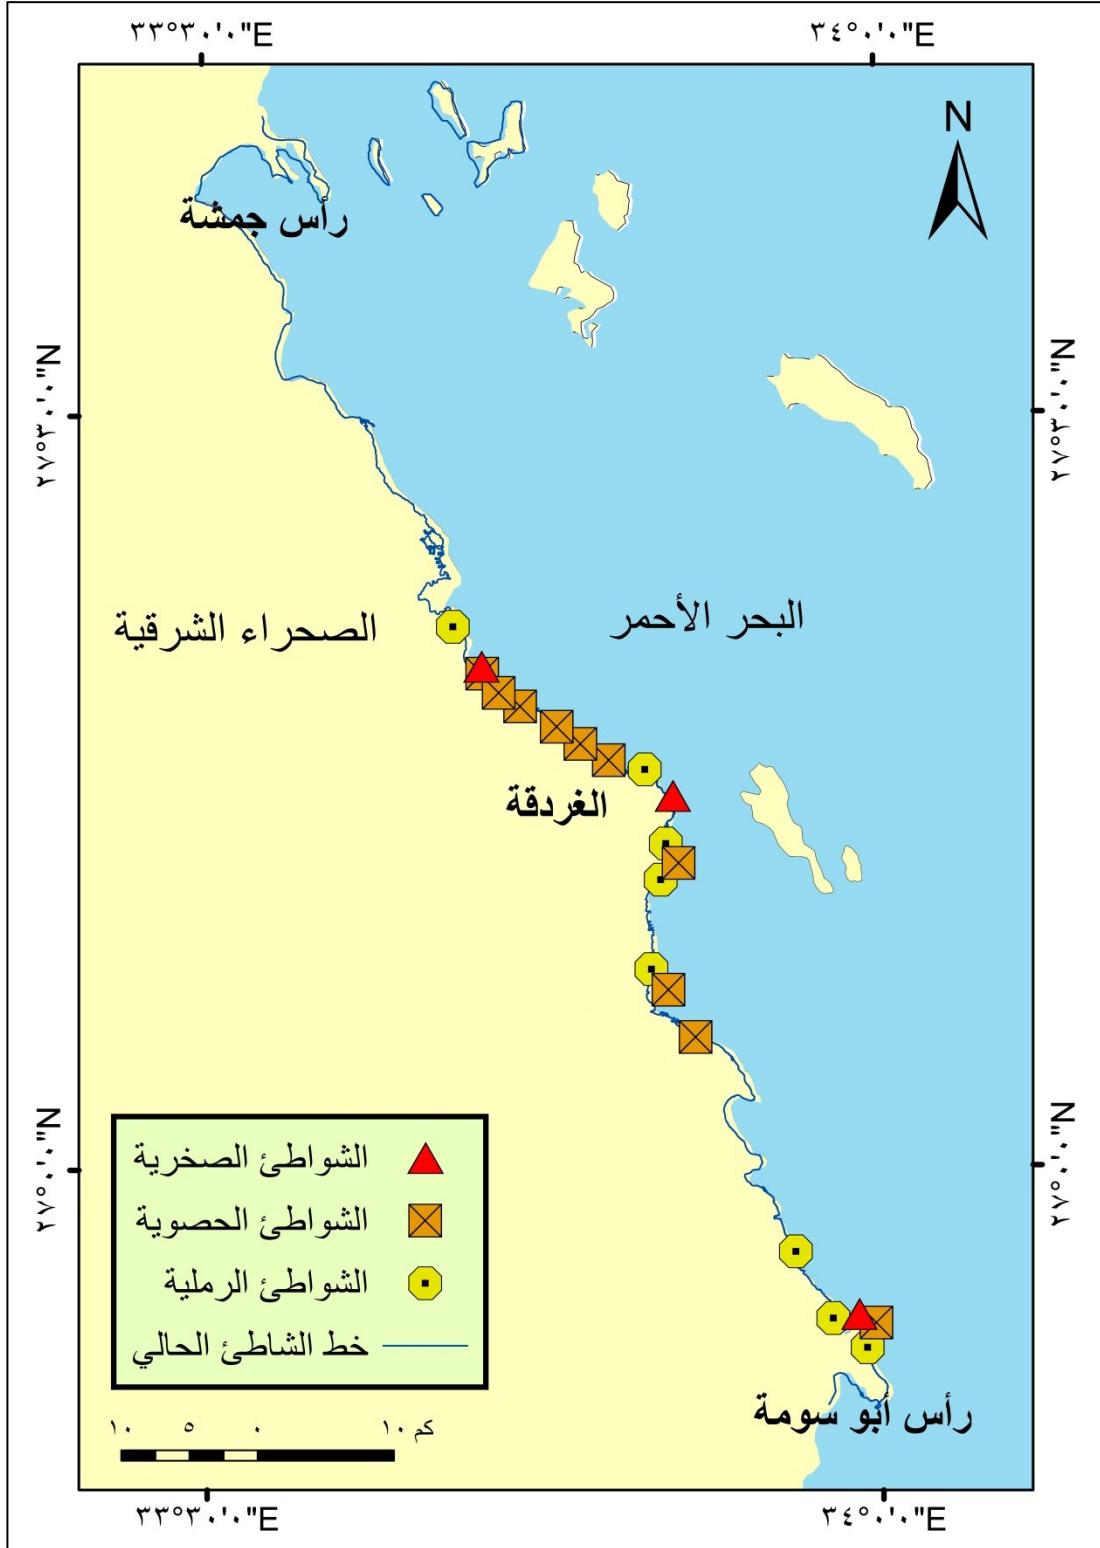 ٣٣°٣٠'٠"E
٣٤°٠'٠"E
N
رأس جمشة
٢٧°٣٠'٠"N
٢٧°٣٠'٠"N
البحر الأحمر
الصحراء الشرقية
الغردقة
٢٧°٠'٠"N
٢٧°٠'٠"N
الشواطئ الصخرية
الشواطئ الحصوية
الشواطئ الرملية
خط الشاطئ الحالي
رأس أبو سومة
١٠ ٥ ٠ ١٠ كم
٣٣°٣٠'٠"E
٣٤°٠'٠"E